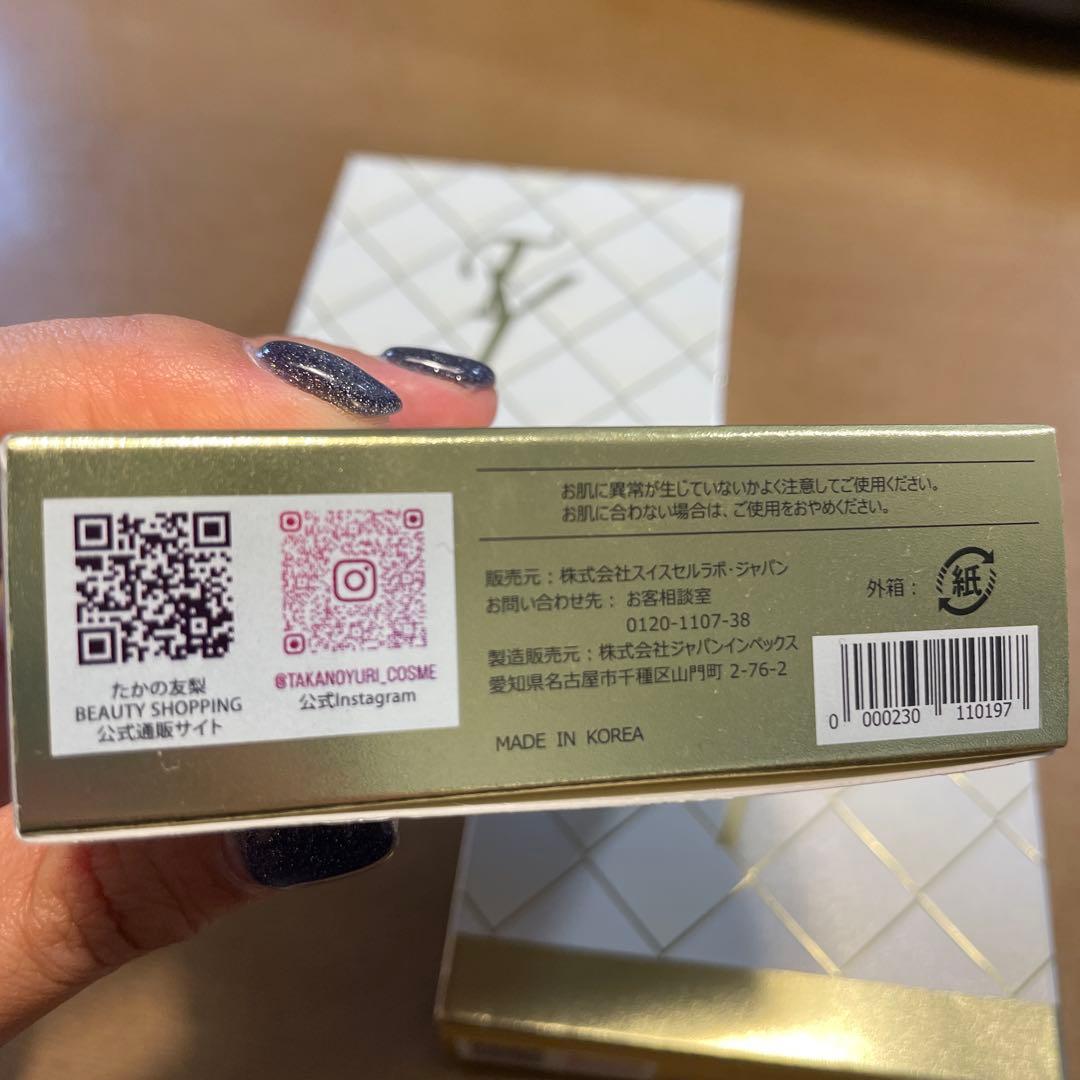 お肌に異常が生じていないかよく注意してご使用ください。
お肌に合わない場合は、ご使用をおやめください。
販売元：株式会社スイスセルラボ・ジャパン
お問い合わせ先： お客相談室
0120-1107-38
製造販売元：株式会社ジャパンインペックス
愛知県名古屋市千種区山門町 2-76-2
MADE IN KOREA
外箱：
紙
0 000230 110197
たかの友梨
BEAUTY SHOPPING
公式通販サイト
@TAKANOYURI_COSME
公式Instagram